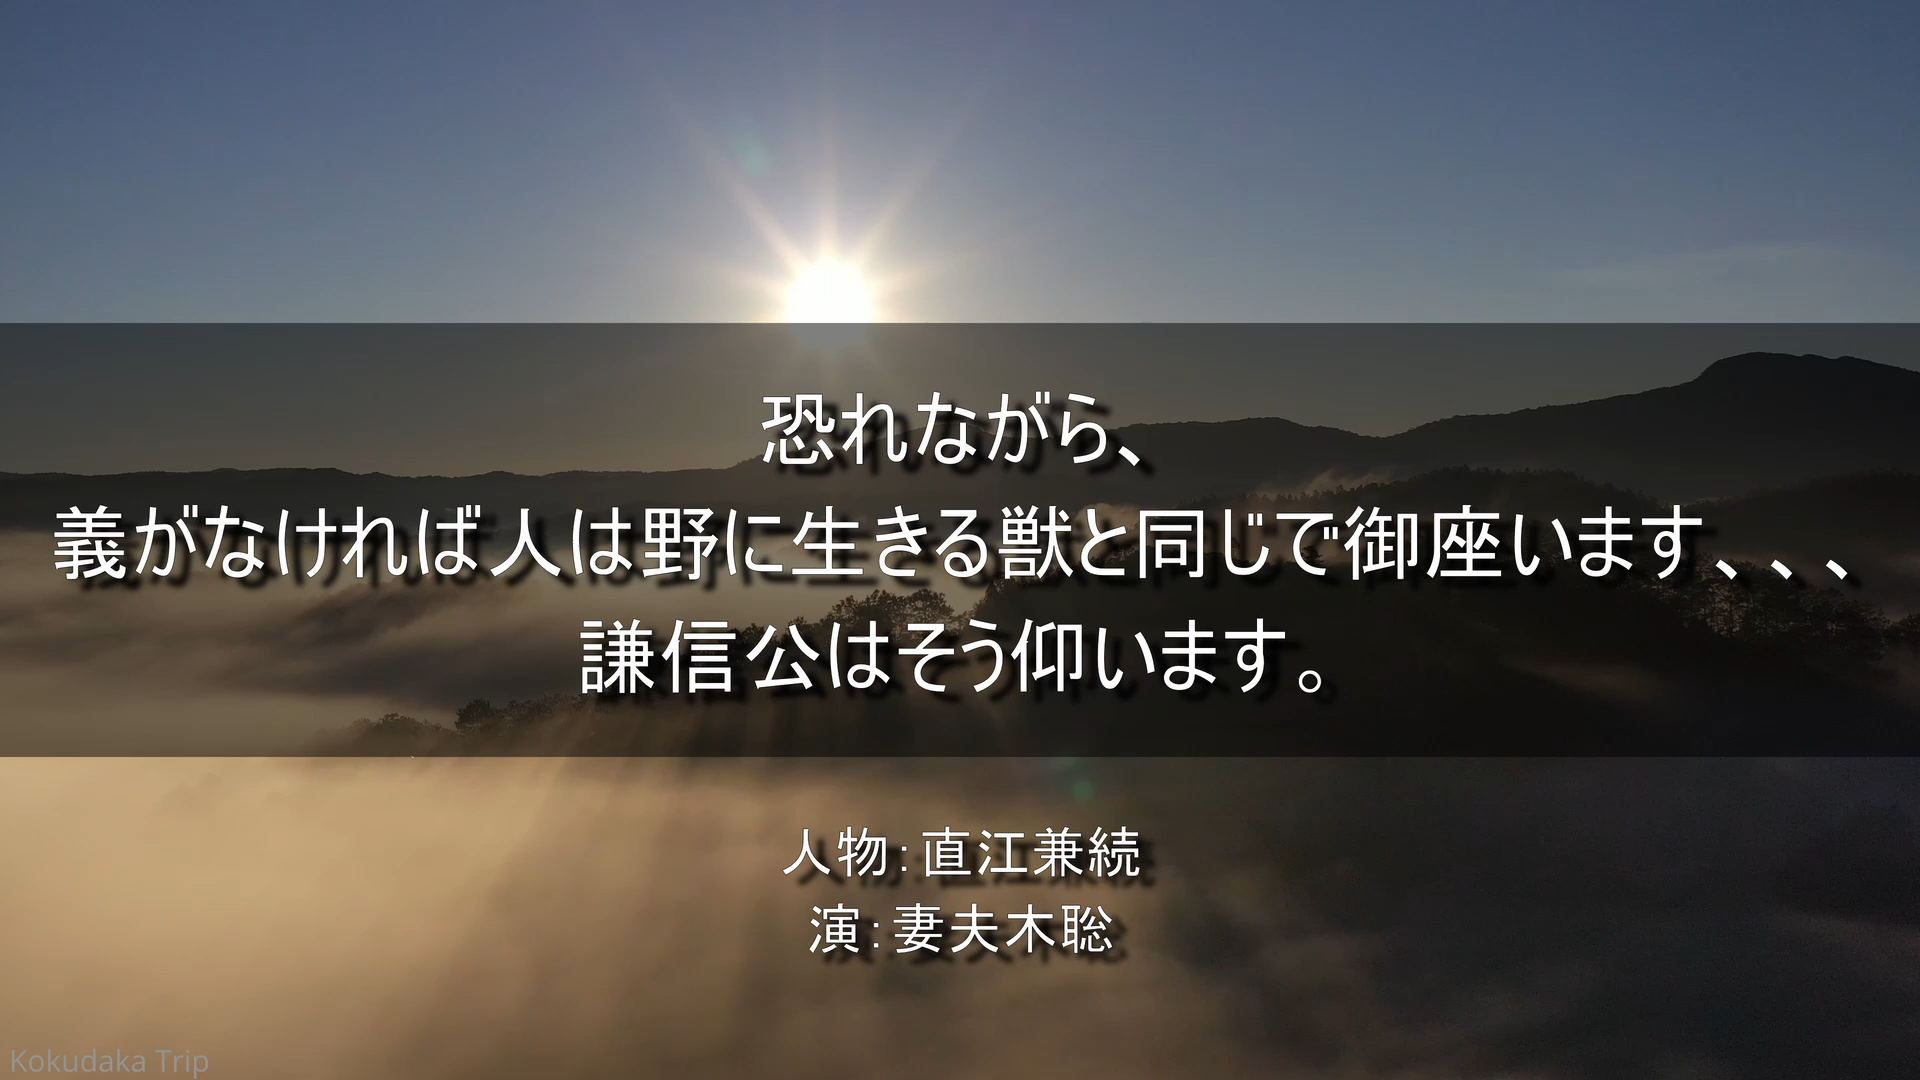 恐れながら、
義がなければ人は野に生きる獣と同じで御座います、、、
謙信公はそう仰います。
人物：直江兼続
演：妻夫木聡
Kokudaka Trip